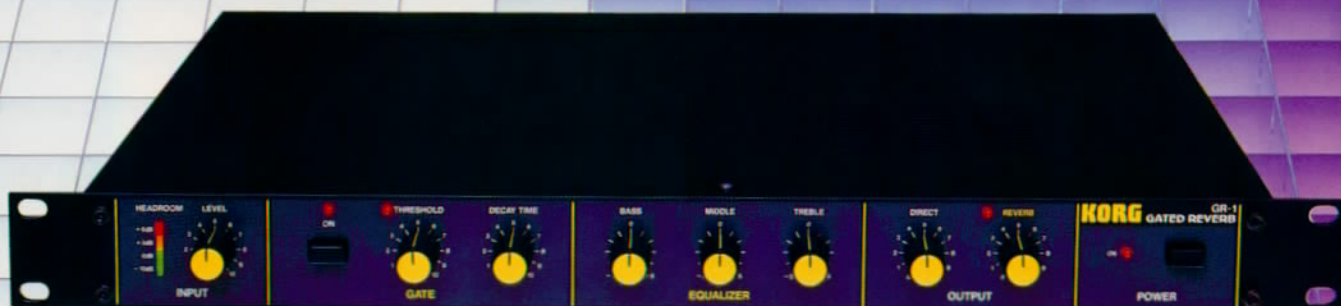 HEADROOM LEVEL
INPUT
ON
THRESHOLD DECAY TIME
GATE
BASS MIDDLE TREBLE
EQUALIZER
DIRECT REVERB
OUTPUT
KORG GR-1
GATED REVERB
ON
POWER